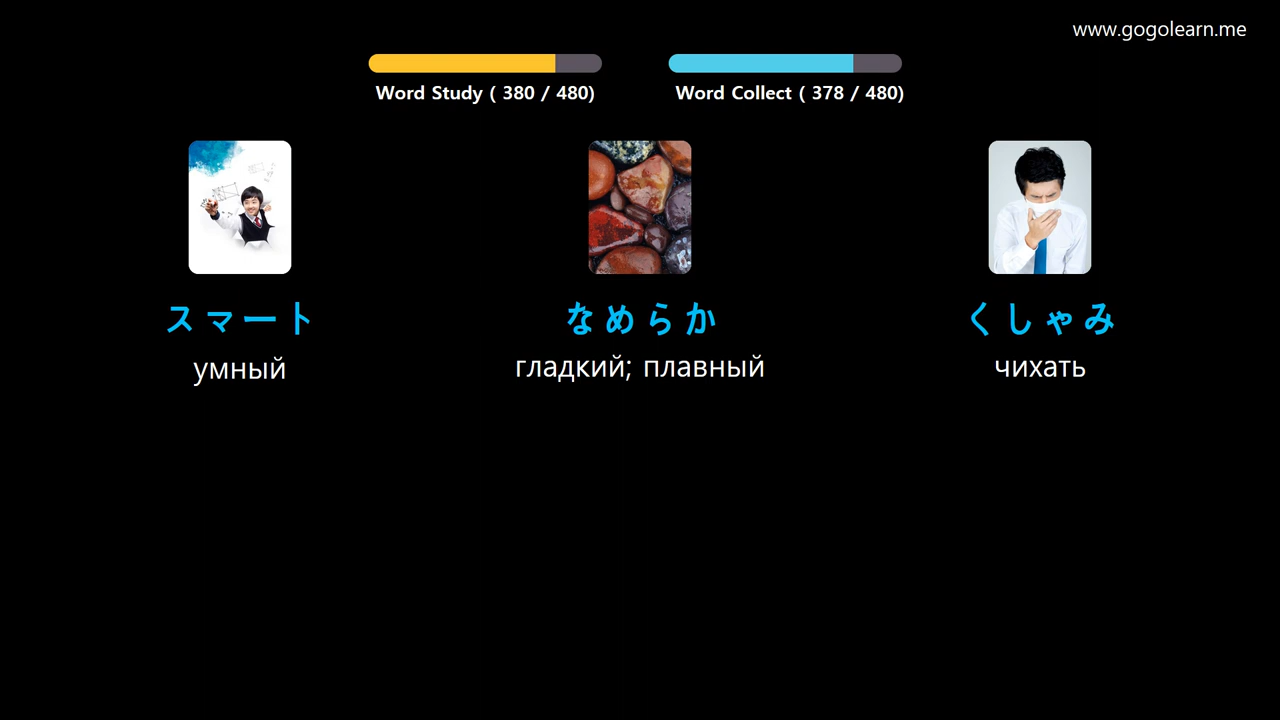 www.gogolearn.me
Word Study ( 380 / 480)
Word Collect ( 378 / 480)
スマート
なめらか
くしゃみ
умный
гладкий; плавный
чихать